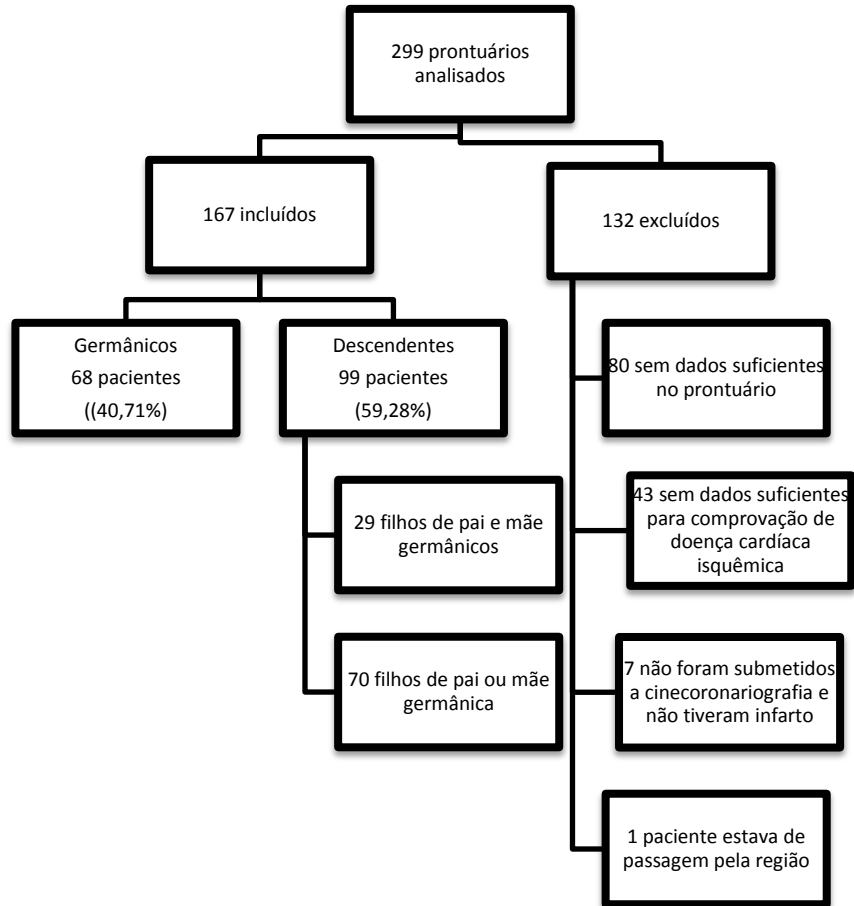 299 prontuários
analisados
167 incluídos
132 excluídos
Germânicos
68 pacientes
((40,71%)
Descendentes
99 pacientes
(59,28%)
29 filhos de pai e mãe
germânicos
70 filhos de pai ou mãe
germânica
80 sem dados suficientes
no prontuário
43 sem dados suficientes
para comprovação de
doença cardíaca
isquêmica
7 não foram submetidos
a cinecoronariografia e
não tiveram infarto
1 paciente estava de
passagem pela região